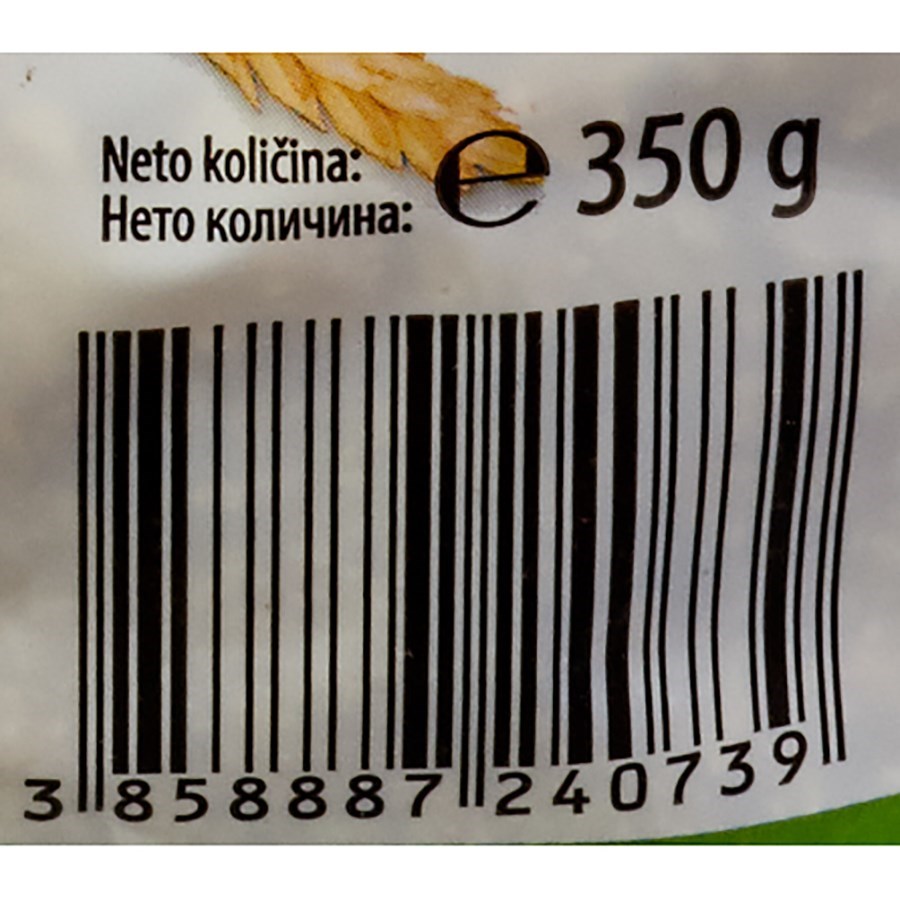 Neto količina:
Нето количина:
℮ 350 g
3 858887 240739